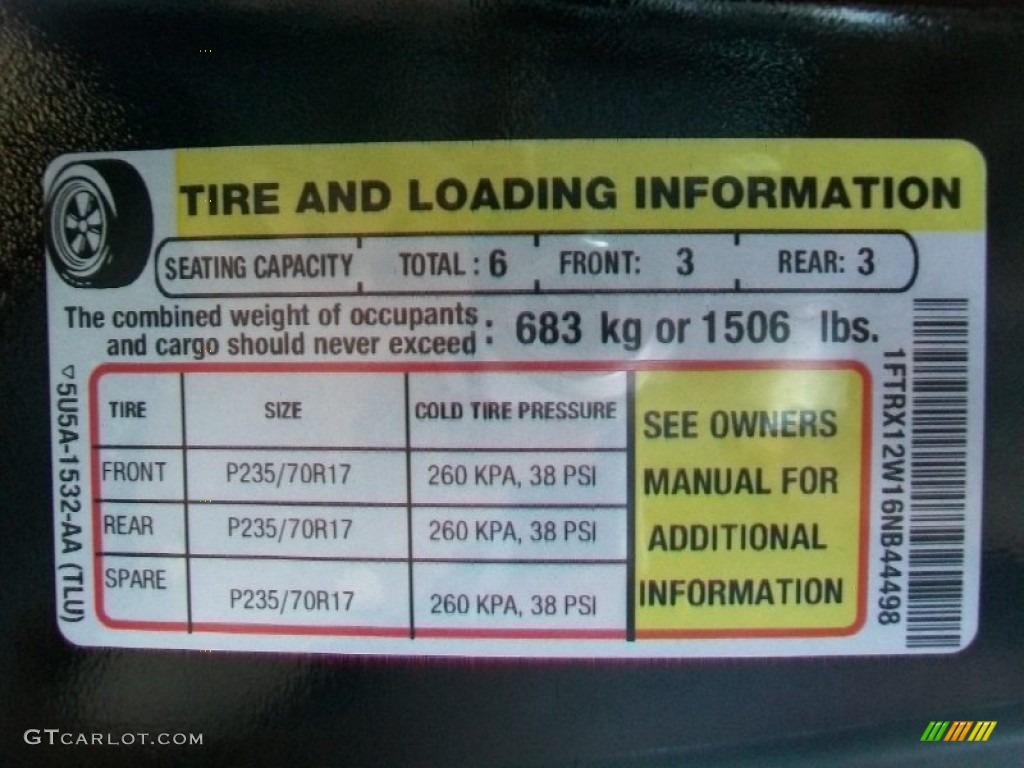 TIRE AND LOADING INFORMATION
SEATING CAPACITY TOTAL : 6 FRONT: 3 REAR: 3
The combined weight of occupants
and cargo should never exceed : 683 kg or 1506 lbs.
TIRE SIZE COLD TIRE PRESSURE
FRONT P235/70R17 260 KPA, 38 PSI
REAR P235/70R17 260 KPA, 38 PSI
SPARE P235/70R17 260 KPA, 38 PSI
SEE OWNERS
MANUAL FOR
ADDITIONAL
INFORMATION
▽5U5A-1532-AA (TLU)
1FTRX12W16NB44498
GTCARLOT.COM